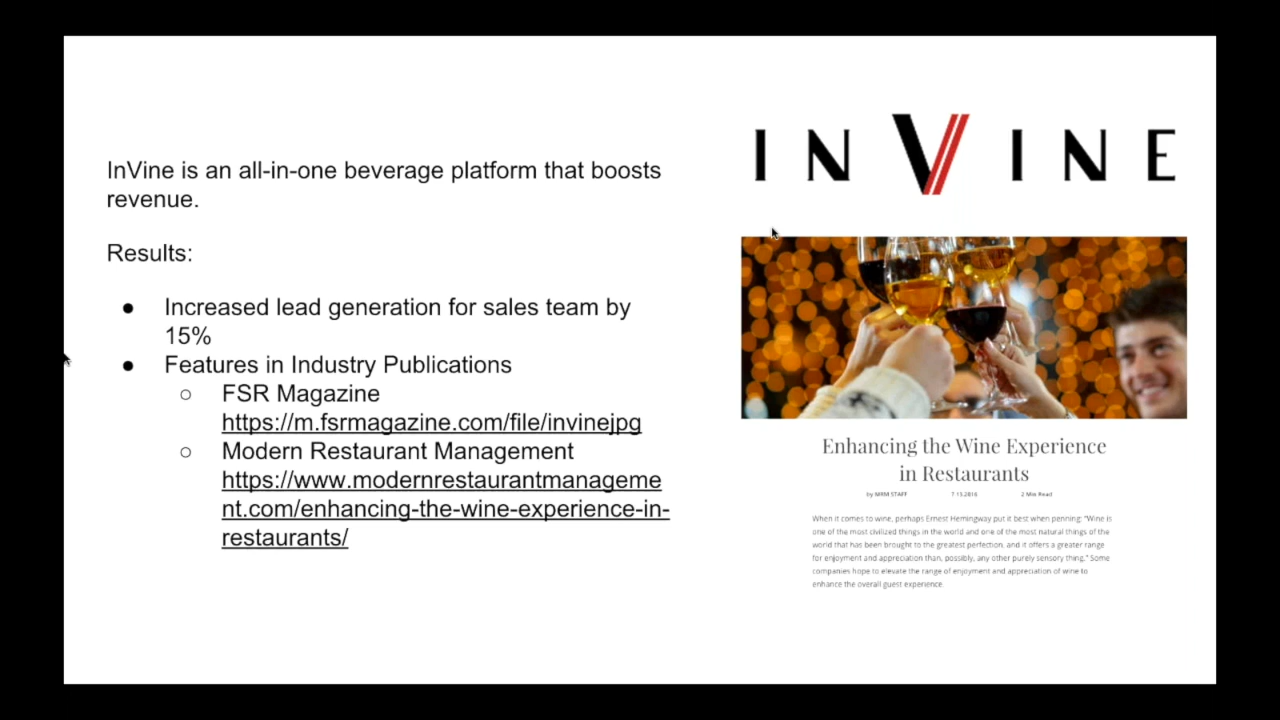 InVine is an all-in-one beverage platform that boosts
revenue.
Results:
● Increased lead generation for sales team by
15%
● Features in Industry Publications
○ FSR Magazine
https://m.fsrmagazine.com/file/invinejpg
○ Modern Restaurant Management
https://www.modernrestaurantmanageme
nt.com/enhancing-the-wine-experience-in-
restaurants/
INVINE
Enhancing the Wine Experience
in Restaurants
by MRM STAFF 7.15.2016 2 Min Read
When it comes to wine, perhaps Ernest Hemingway put it best when penning: "Wine is
one of the most civilized things in the world and one of the most natural things of the
world that has been brought to the greatest perfection, and it offers a greater range
for enjoyment and appreciation than, possibly, any other purely sensory thing." Some
companies hope to elevate the range of enjoyment and appreciation of wine to
enhance the overall guest experience.